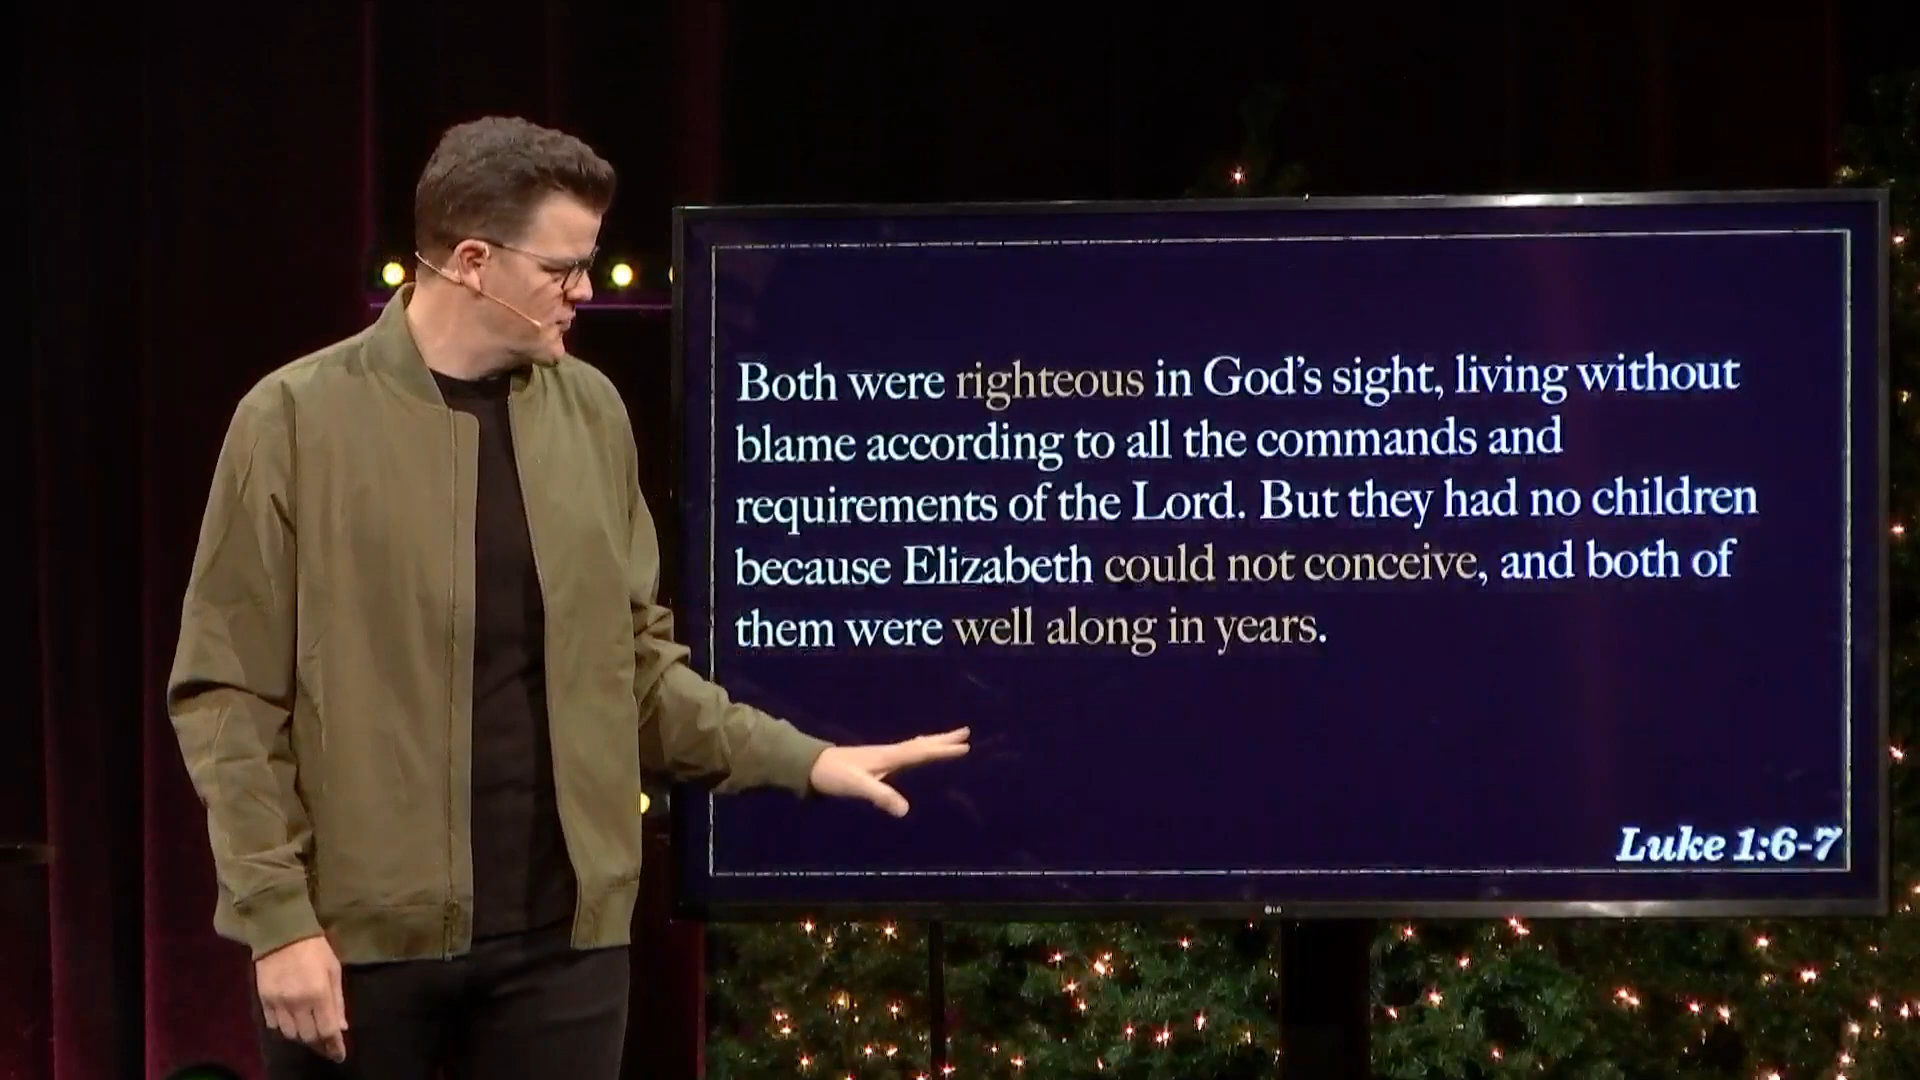 Both were righteous in God's sight, living without
blame according to all the commands and
requirements of the Lord. But they had no children
because Elizabeth could not conceive, and both of
them were well along in years.
Luke 1:6-7
LG